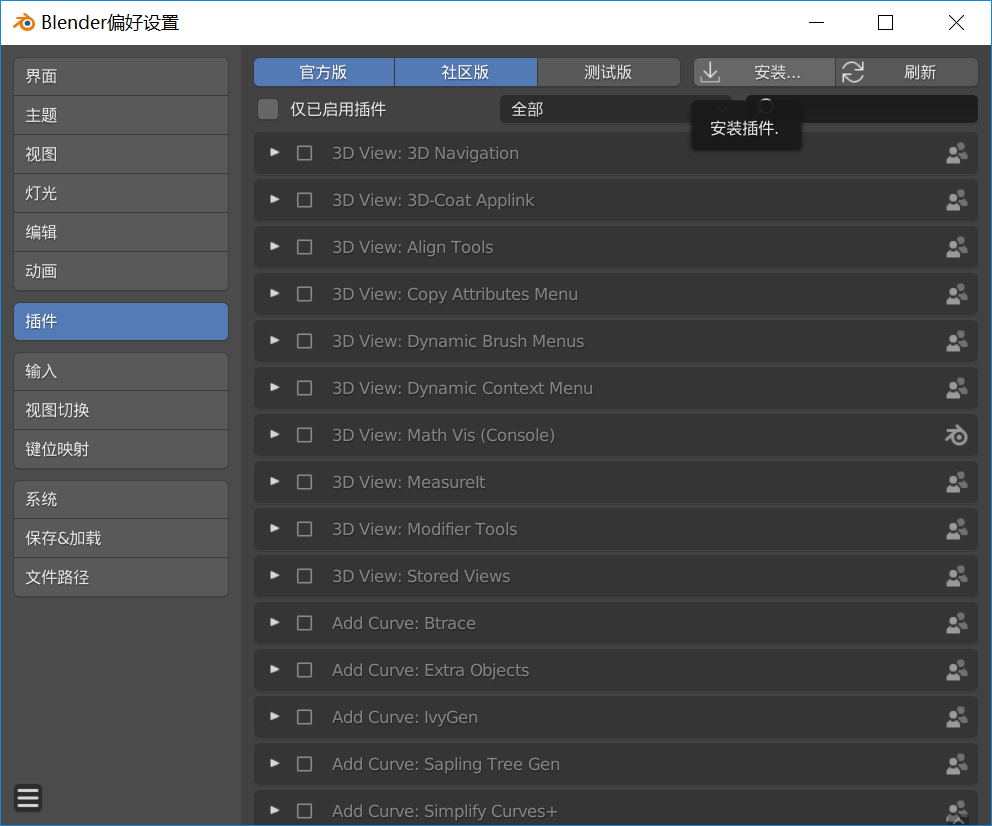 Blender偏好设置
界面
主题
视图
灯光
编辑
动画
插件
输入
视图切换
键位映射
系统
保存&加载
文件路径
官方版 社区版 测试版 安装... 刷新
仅已启用插件 全部
安装插件.
3D View: 3D Navigation
3D View: 3D-Coat Applink
3D View: Align Tools
3D View: Copy Attributes Menu
3D View: Dynamic Brush Menus
3D View: Dynamic Context Menu
3D View: Math Vis (Console)
3D View: MeasureIt
3D View: Modifier Tools
3D View: Stored Views
Add Curve: Btrace
Add Curve: Extra Objects
Add Curve: IvyGen
Add Curve: Sapling Tree Gen
Add Curve: Simplify Curves+